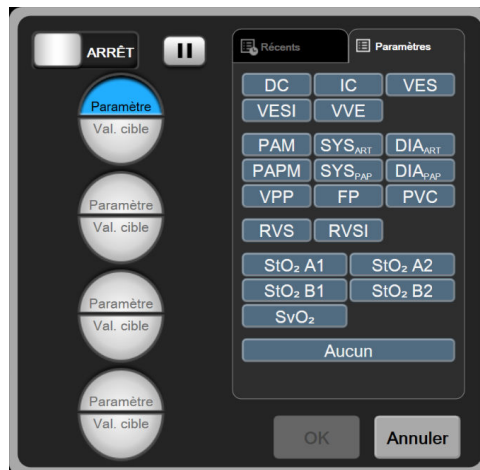 ARRÊT
Récents
Paramètres
Paramètre
Val. cible
Paramètre
Val. cible
Paramètre
Val. cible
Paramètre
Val. cible
DC IC VES
VESI VVE
PAM SYSART DIAART
PAPM SYSPAP DIAPAP
VPP FP PVC
RVS RVSI
StO₂ A1 StO₂ A2
StO₂ B1 StO₂ B2
SvO₂
Aucun
OK Annuler